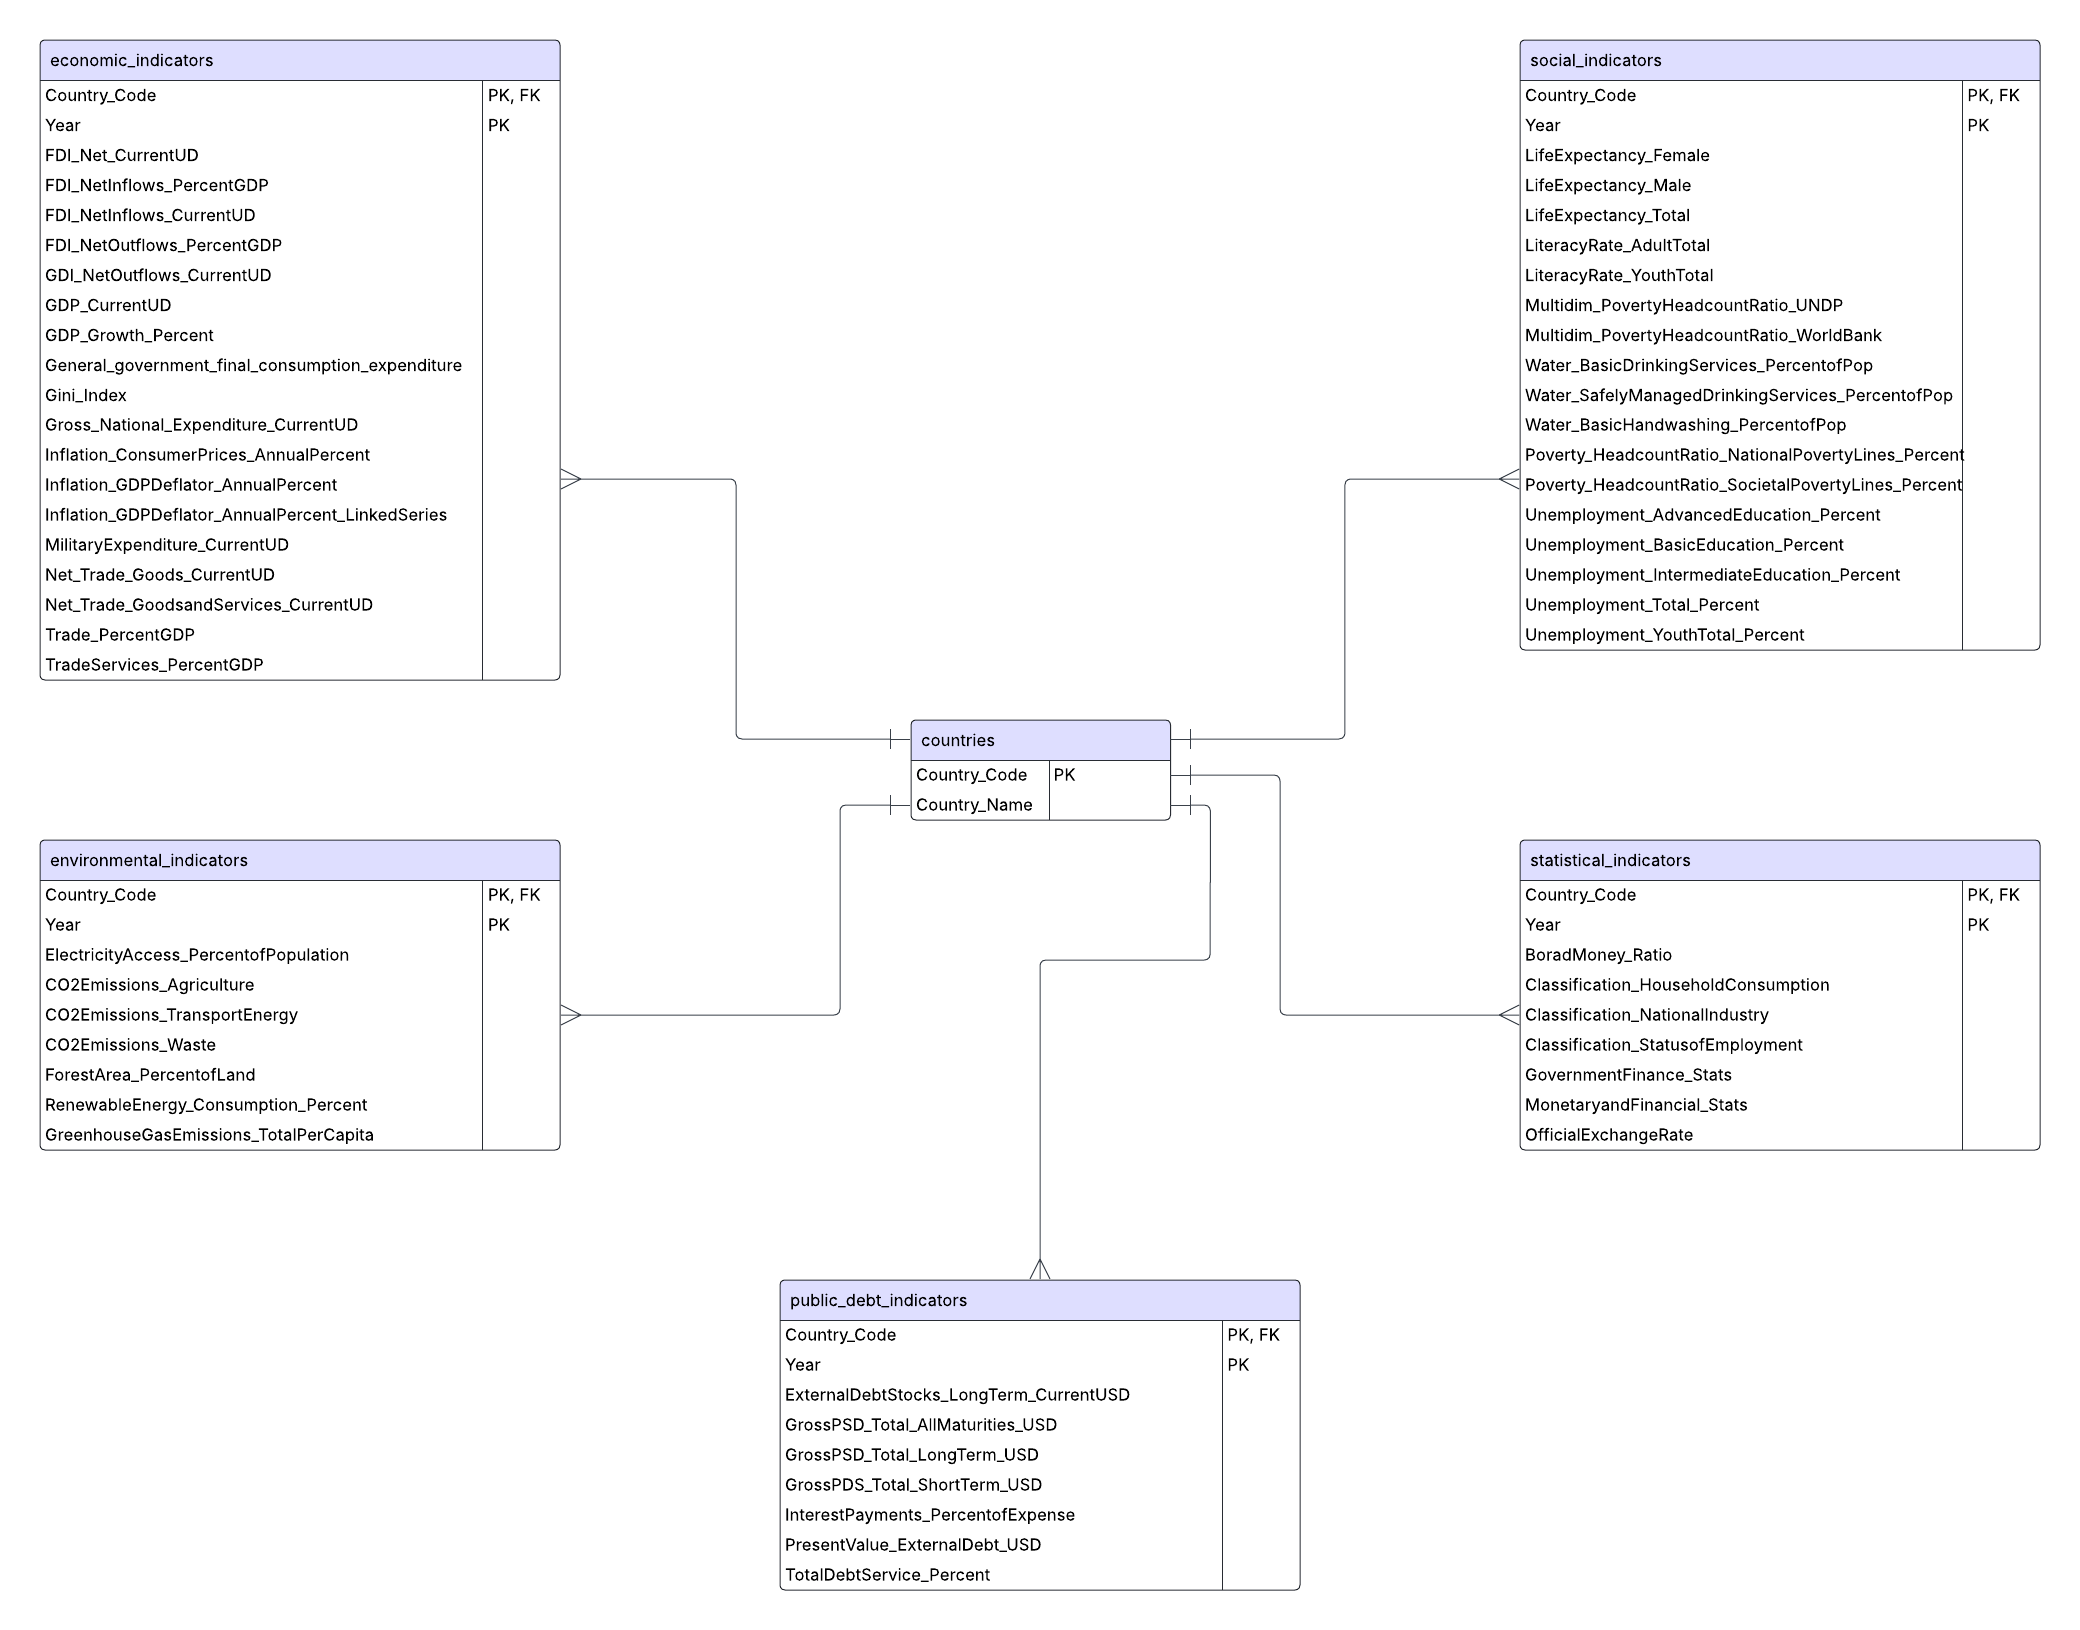 economic_indicators
Country_Code PK, FK
Year PK
FDI_Net_CurrentUD
FDI_NetInflows_PercentGDP
FDI_NetInflows_CurrentUD
FDI_NetOutflows_PercentGDP
GDI_NetOutflows_CurrentUD
GDP_CurrentUD
GDP_Growth_Percent
General_government_final_consumption_expenditure
Gini_Index
Gross_National_Expenditure_CurrentUD
Inflation_ConsumerPrices_AnnualPercent
Inflation_GDPDeflator_AnnualPercent
Inflation_GDPDeflator_AnnualPercent_LinkedSeries
MilitaryExpenditure_CurrentUD
Net_Trade_Goods_CurrentUD
Net_Trade_GoodsandServices_CurrentUD
Trade_PercentGDP
TradeServices_PercentGDP
social_indicators
Country_Code PK, FK
Year PK
LifeExpectancy_Female
LifeExpectancy_Male
LifeExpectancy_Total
LiteracyRate_AdultTotal
LiteracyRate_YouthTotal
Multidim_PovertyHeadcountRatio_UNDP
Multidim_PovertyHeadcountRatio_WorldBank
Water_BasicDrinkingServices_PercentofPop
Water_SafelyManagedDrinkingServices_PercentofPop
Water_BasicHandwashing_PercentofPop
Poverty_HeadcountRatio_NationalPovertyLines_Percent
Poverty_HeadcountRatio_SocietalPovertyLines_Percent
Unemployment_AdvancedEducation_Percent
Unemployment_BasicEducation_Percent
Unemployment_IntermediateEducation_Percent
Unemployment_Total_Percent
Unemployment_YouthTotal_Percent
countries
Country_Code PK
Country_Name
environmental_indicators
Country_Code PK, FK
Year PK
ElectricityAccess_PercentofPopulation
CO2Emissions_Agriculture
CO2Emissions_TransportEnergy
CO2Emissions_Waste
ForestArea_PercentofLand
RenewableEnergy_Consumption_Percent
GreenhouseGasEmissions_TotalPerCapita
statistical_indicators
Country_Code PK, FK
Year PK
BoradMoney_Ratio
Classification_HouseholdConsumption
Classification_NationalIndustry
Classification_StatusofEmployment
GovernmentFinance_Stats
MonetaryandFinancial_Stats
OfficialExchangeRate
public_debt_indicators
Country_Code PK, FK
Year PK
ExternalDebtStocks_LongTerm_CurrentUSD
GrossPSD_Total_AllMaturities_USD
GrossPSD_Total_LongTerm_USD
GrossPDS_Total_ShortTerm_USD
InterestPayments_PercentofExpense
PresentValue_ExternalDebt_USD
TotalDebtService_Percent